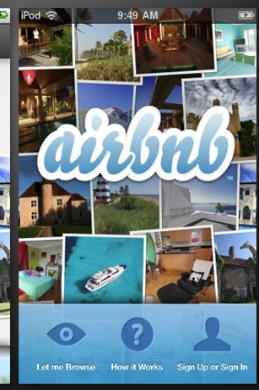 iPod 9:49 AM
airbnb
Let me Browse How it Works Sign Up or Sign In